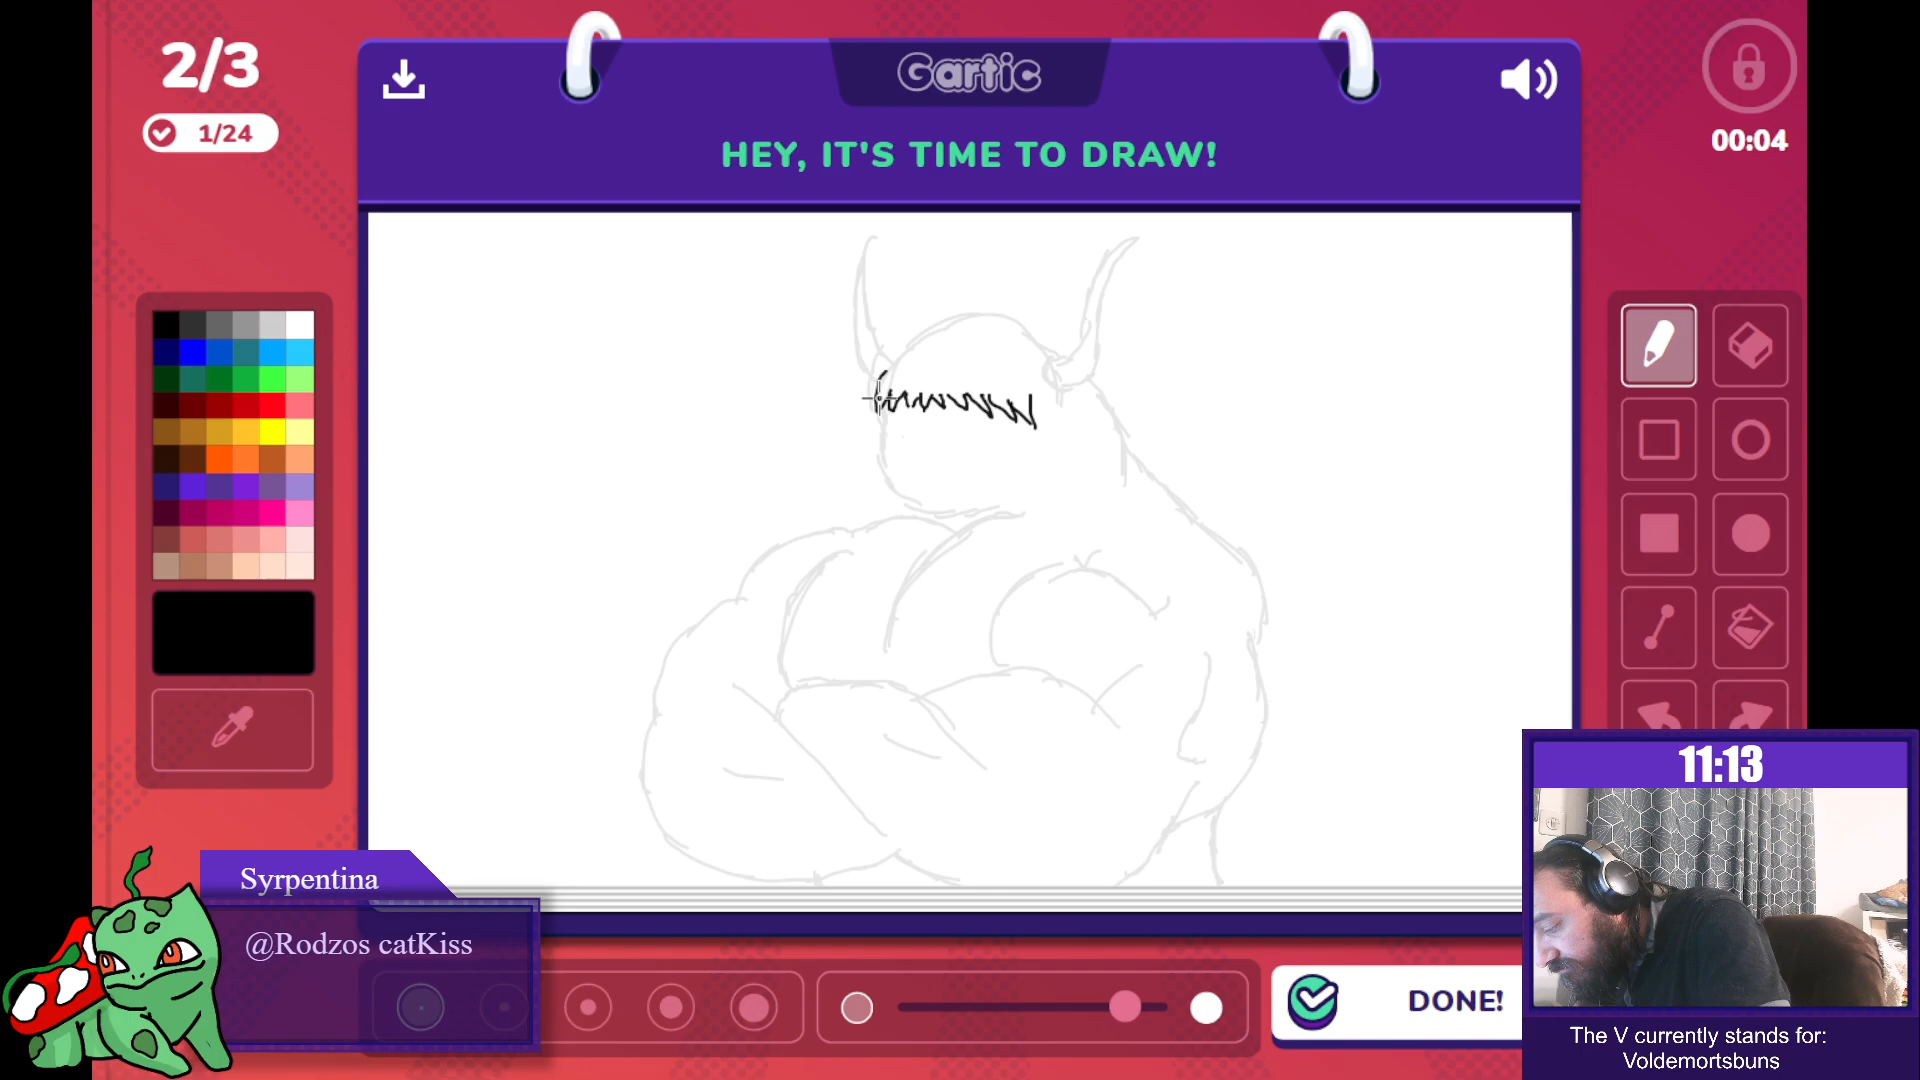 2/3
1/24
Gartic
HEY, IT'S TIME TO DRAW!
00:04
11:13
Syrpentina
@Rodzos catKiss
DONE!
The V currently stands for:
Voldemortsbuns